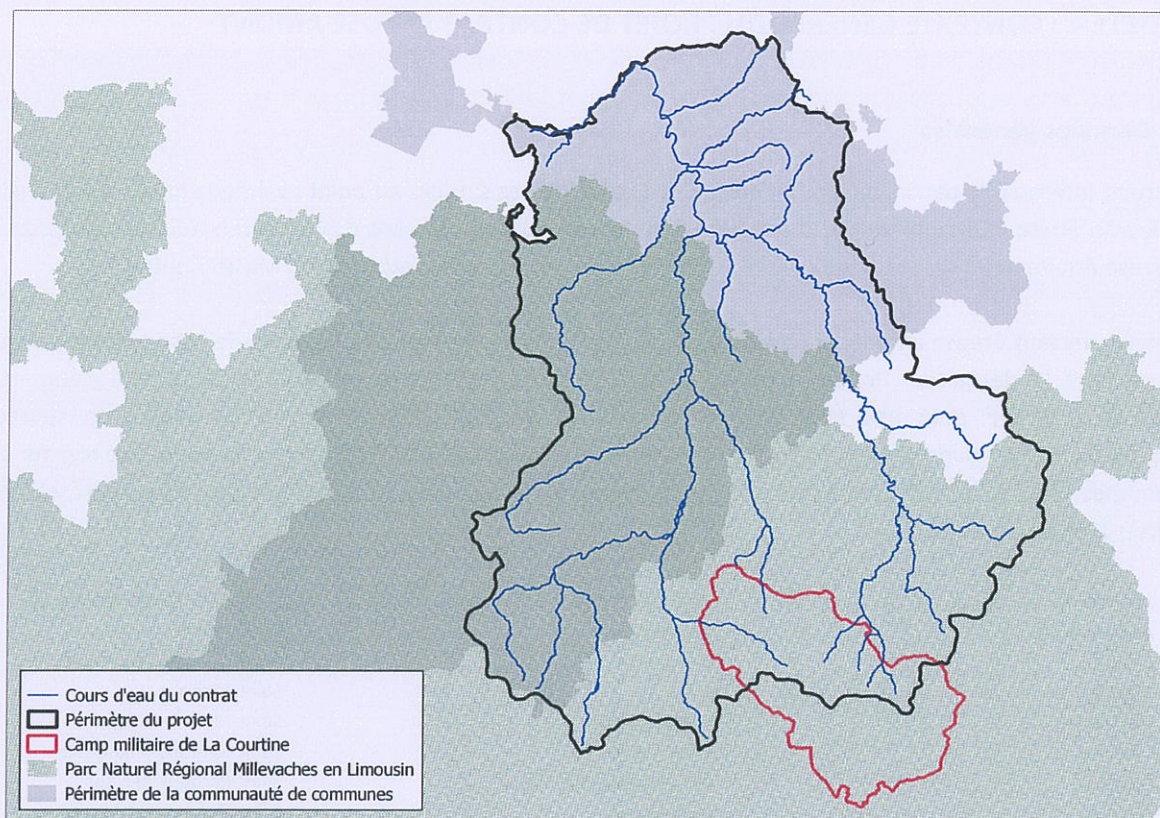 Cours d'eau du contrat
Périmètre du projet
Camp militaire de La Courtine
Parc Naturel Régional Millevaches en Limousin
Périmètre de la communauté de communes